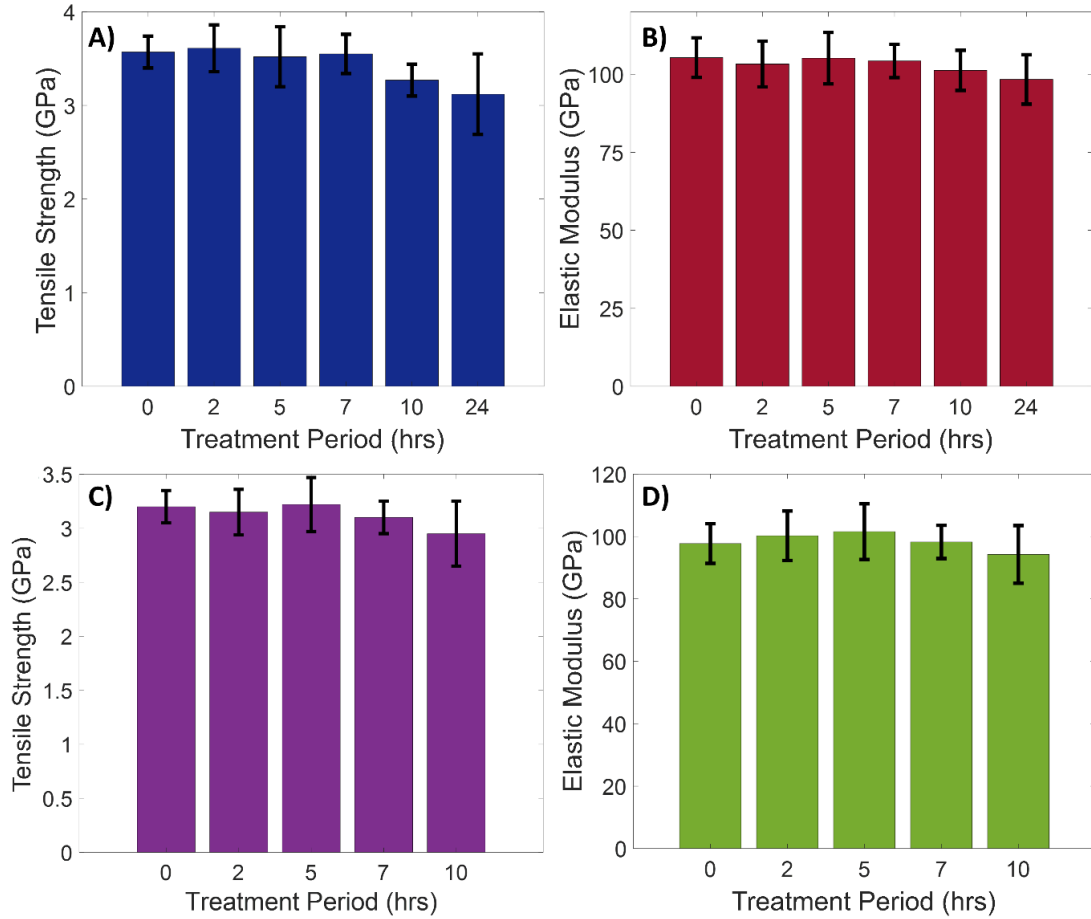 A)
Tensile Strength (GPa)
4
3
2
1
0
0 2 5 7 10 24
Treatment Period (hrs)
B)
Elastic Modulus (GPa)
100
75
50
25
0
0 2 5 7 10 24
Treatment Period (hrs)
C)
Tensile Strength (GPa)
3.5
3
2.5
2
1.5
1
0.5
0
0 2 5 7 10
Treatment Period (hrs)
D)
Elastic Modulus (GPa)
120
100
80
60
40
20
0
0 2 5 7 10
Treatment Period (hrs)